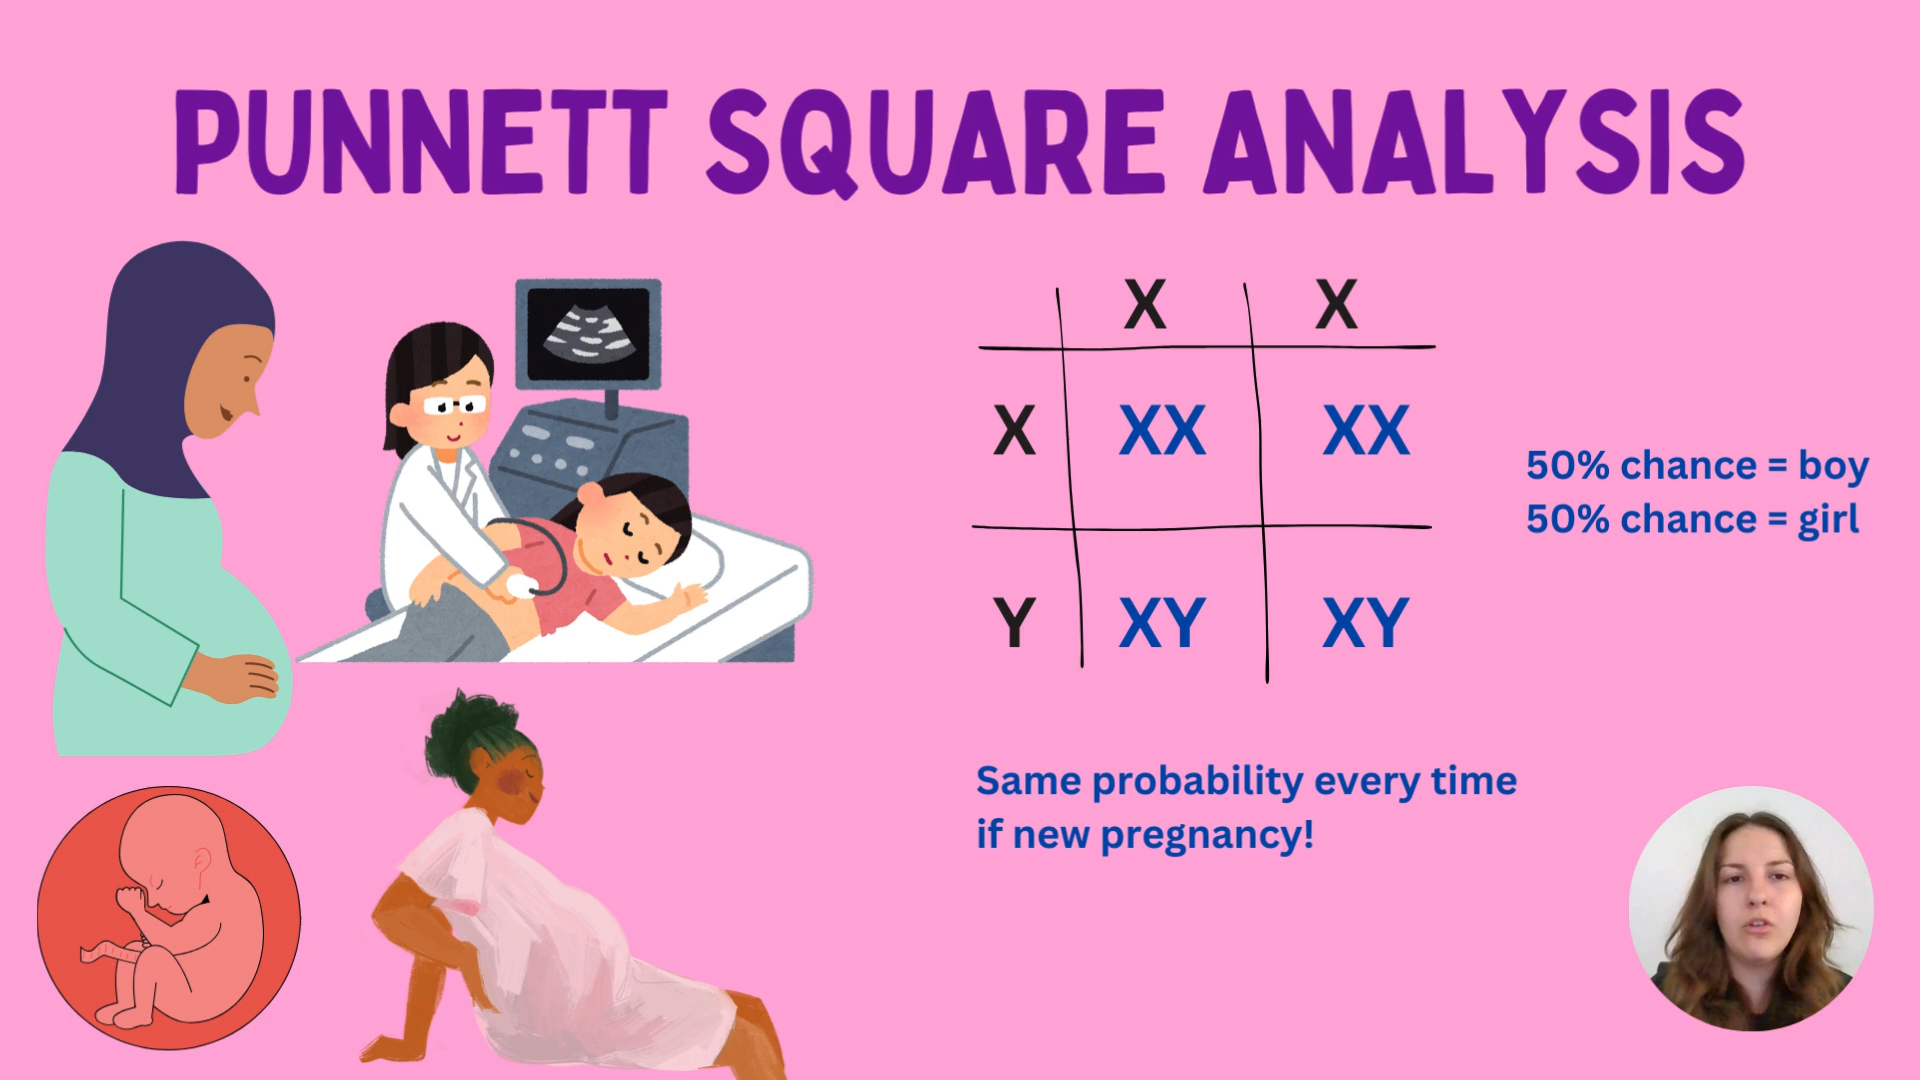 PUNNETT SQUARE ANALYSIS
X X
X XX XX
Y XY XY
50% chance = boy
50% chance = girl
Same probability every time
if new pregnancy!